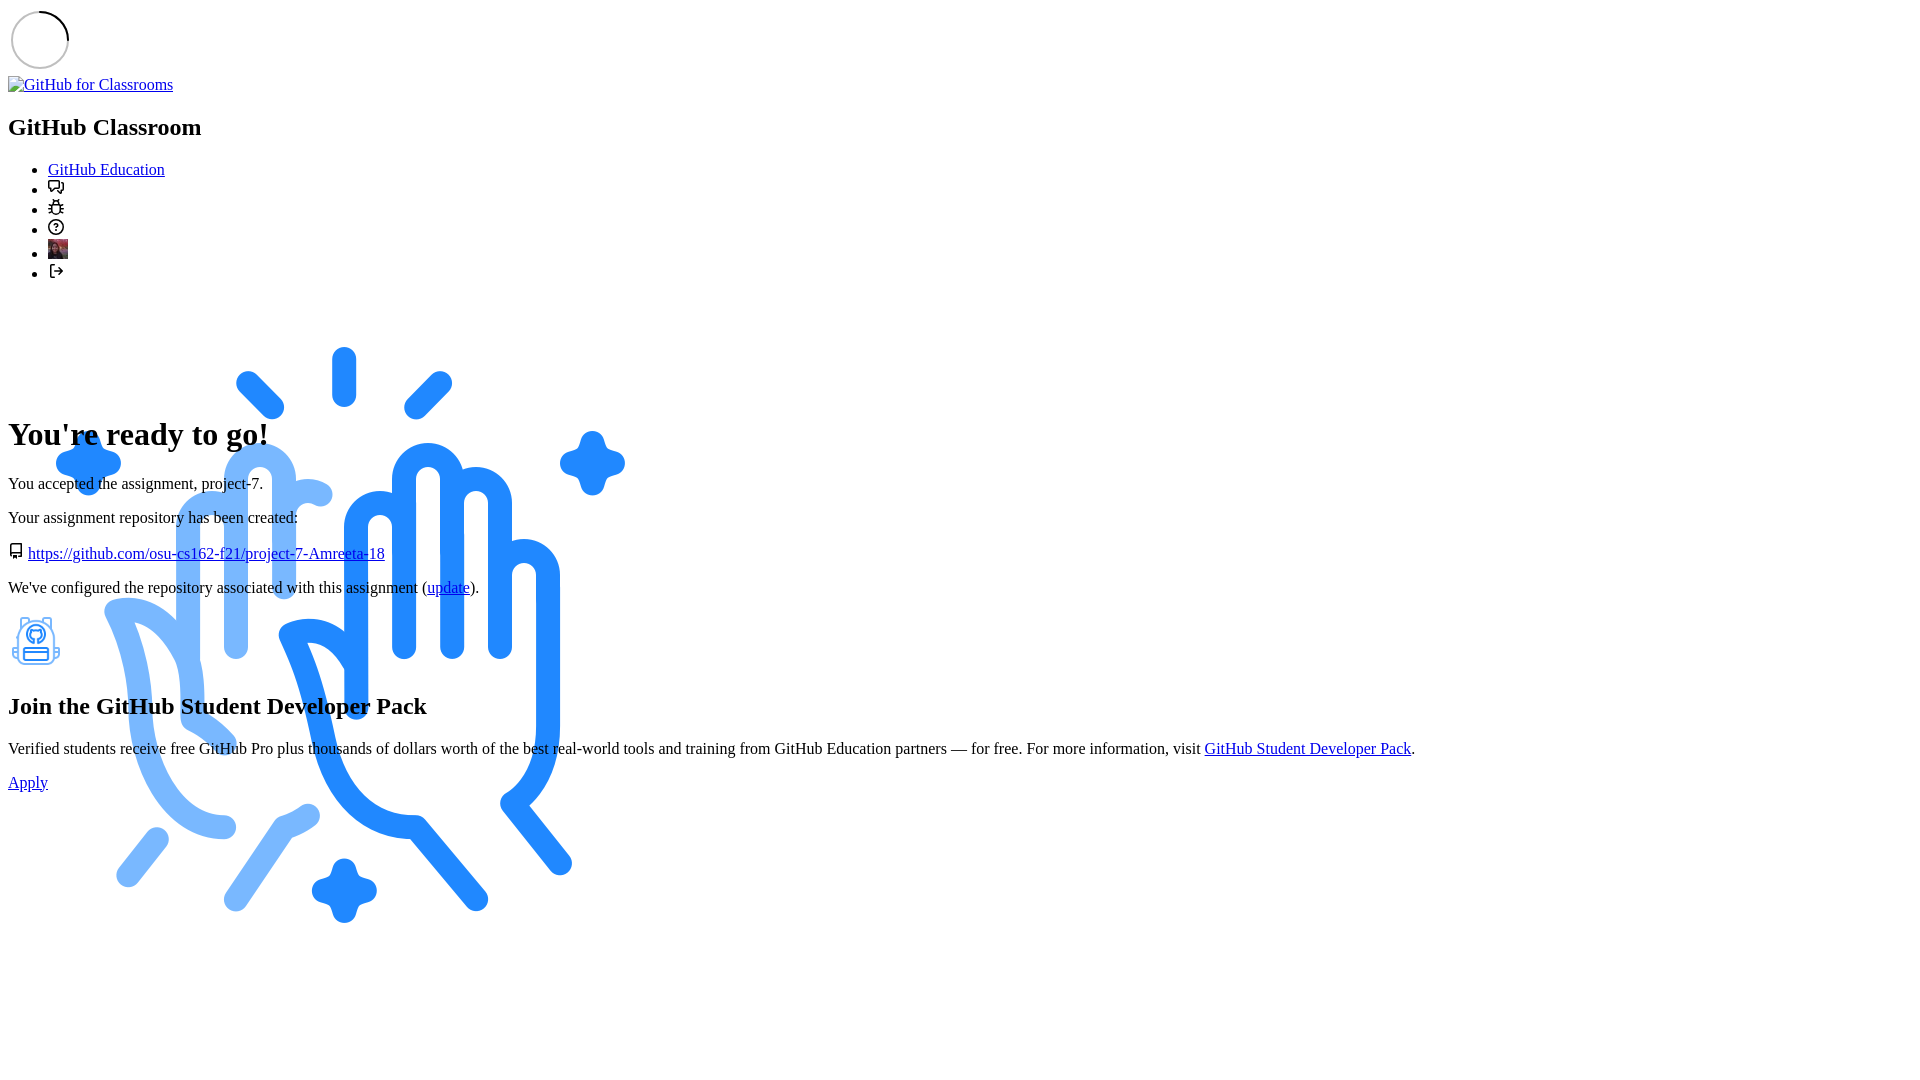 GitHub for Classrooms
GitHub Classroom
GitHub Education
You're ready to go!
You accepted the assignment, project-7.
Your assignment repository has been created:
https://github.com/osu-cs162-f21/project-7-Amreeta-18
We've configured the repository associated with this assignment (update).
Join the GitHub Student Developer Pack
Verified students receive free GitHub Pro plus thousands of dollars worth of the best real-world tools and training from GitHub Education partners — for free. For more information, visit GitHub Student Developer Pack.
Apply